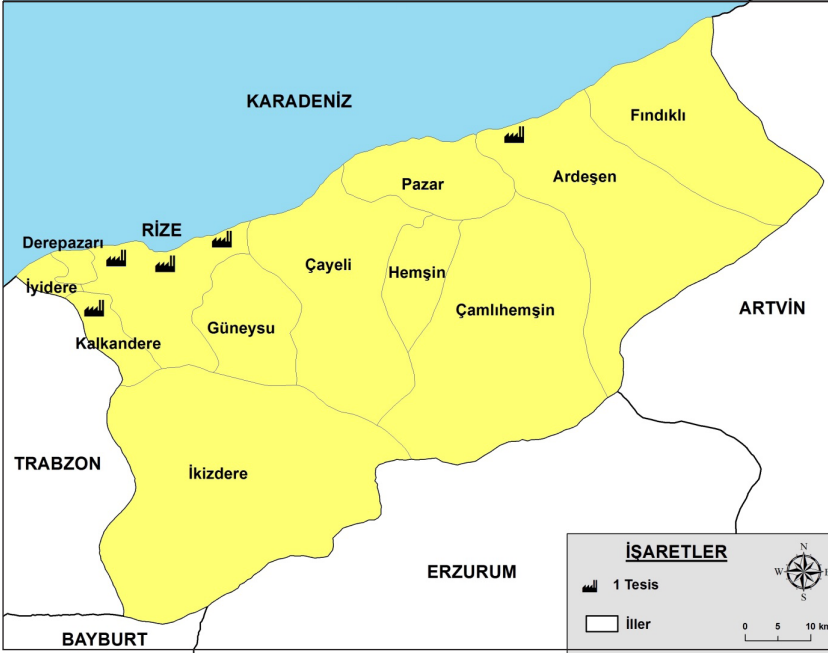 KARADENİZ
Fındıklı
Ardeşen
Pazar
RİZE
Derepazarı
Çayeli
Hemşin
İyidere
Çamlıhemşin
ARTVİN
Güneysu
Kalkandere
TRABZON
İkizdere
ERZURUM
BAYBURT
İŞARETLER
N
W E
S
1 Tesis
İller
0 5 10 km